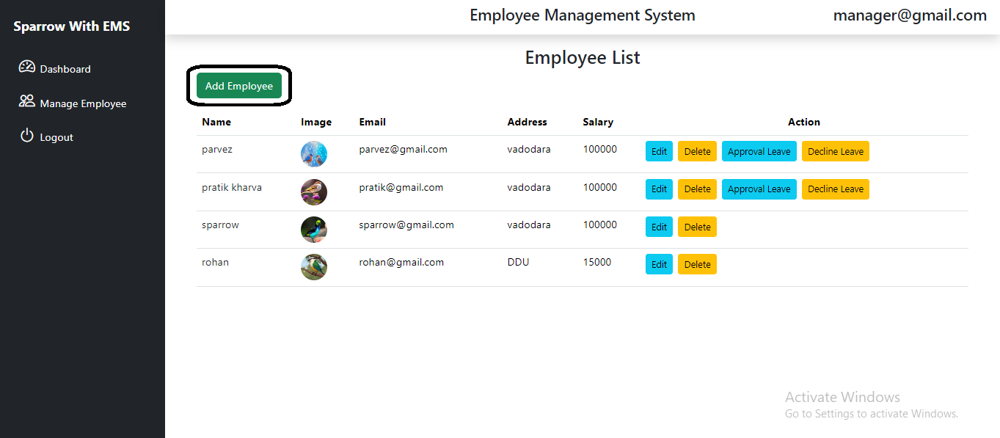 Sparrow With EMS
Dashboard
Manage Employee
Logout
Employee Management System manager@gmail.com
Employee List
Add Employee
Name Image Email Address Salary Action
parvez parvez@gmail.com vadodara 100000 Edit Delete Approval Leave Decline Leave
pratik kharva pratik@gmail.com vadodara 100000 Edit Delete Approval Leave Decline Leave
sparrow sparrow@gmail.com vadodara 100000 Edit Delete
rohan rohan@gmail.com DDU 15000 Edit Delete
Activate Windows
Go to Settings to activate Windows.